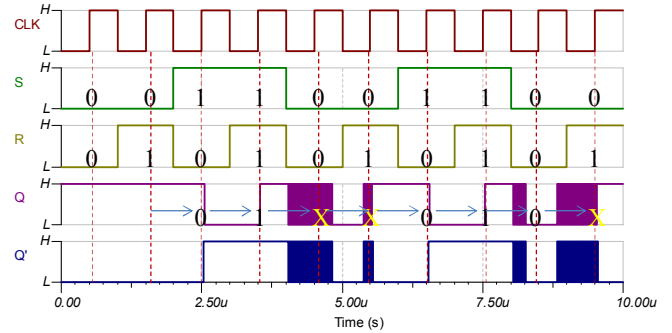 H
CLK
L
H
S
0 0 1 1 0 0 1 1 0 0
L
H
R
0 1 0 1 0 1 0 1 0 1
L
H
Q
0 1 X X 0 1 0 X
L
H
Q'
L
0.00 2.50u 5.00u 7.50u 10.00u
Time (s)